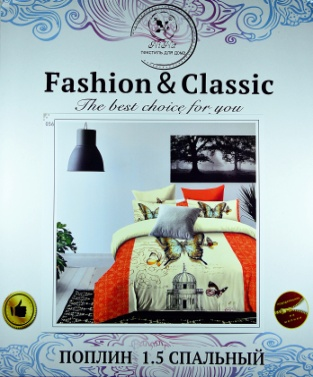 ТЕКСТИЛЬ ДЛЯ ДОМА
Fashion & Classic
The best choice for you
ПОПЛИН 1.5 СПАЛЬНЫЙ